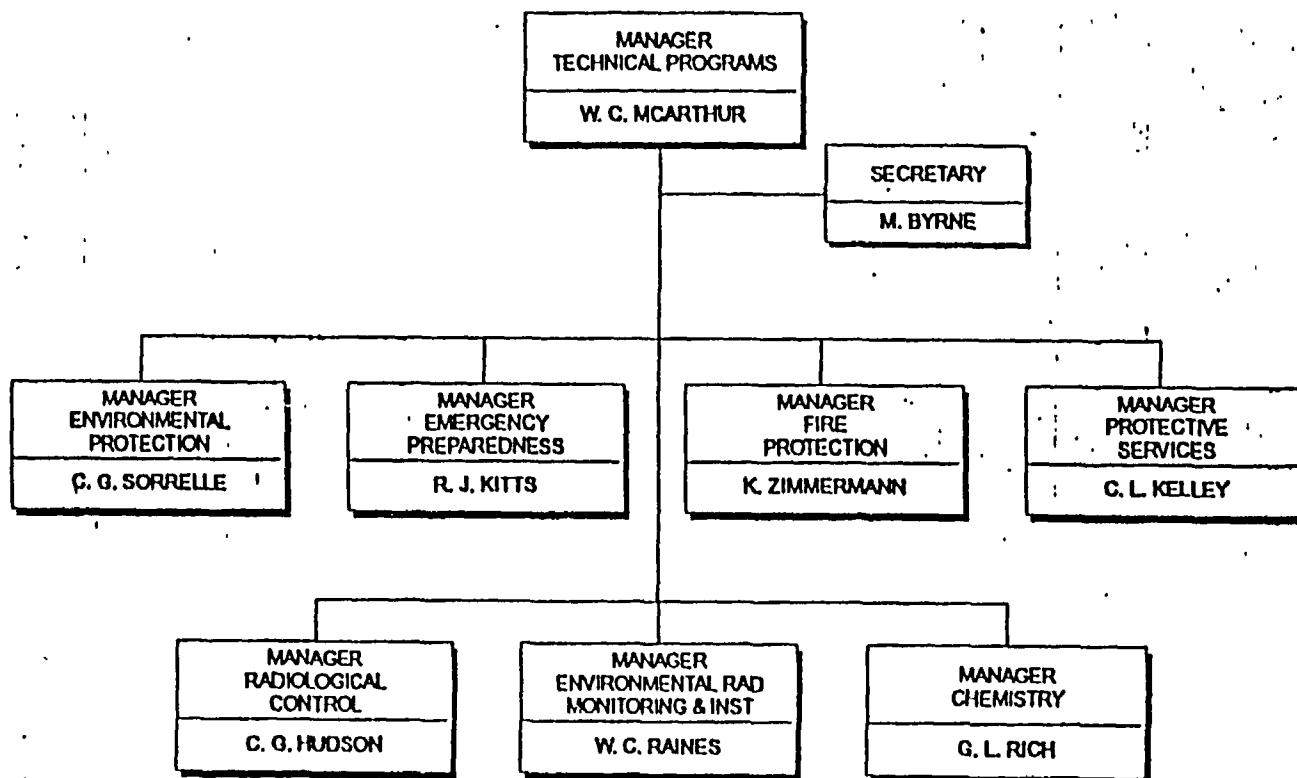 MANAGER
TECHNICAL PROGRAMS
W. C. MCARTHUR
SECRETARY
M. BYRNE
MANAGER
ENVIRONMENTAL
PROTECTION
C. G. SORRELLE
MANAGER
EMERGENCY
PREPAREDNESS
R. J. KITTS
MANAGER
FIRE
PROTECTION
K. ZIMMERMANN
MANAGER
PROTECTIVE
SERVICES
C. L. KELLEY
MANAGER
RADIOLOGICAL
CONTROL
C. G. HUDSON
MANAGER
ENVIRONMENTAL RAD
MONITORING & INST
W. C. RAINES
MANAGER
CHEMISTRY
G. L. RICH